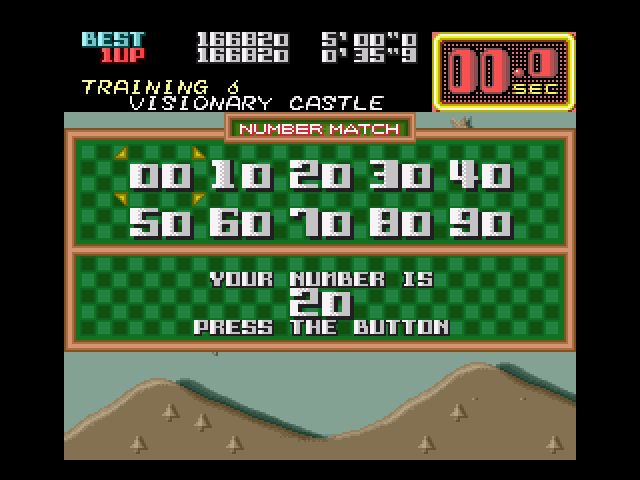 BEST 166820 5'00"0
1UP 166820 0'35"9
00.0
SEC
TRAINING 6
VISIONARY CASTLE
NUMBER MATCH
00 10 20 30 40
50 60 70 80 90
YOUR NUMBER IS
20
PRESS THE BUTTON